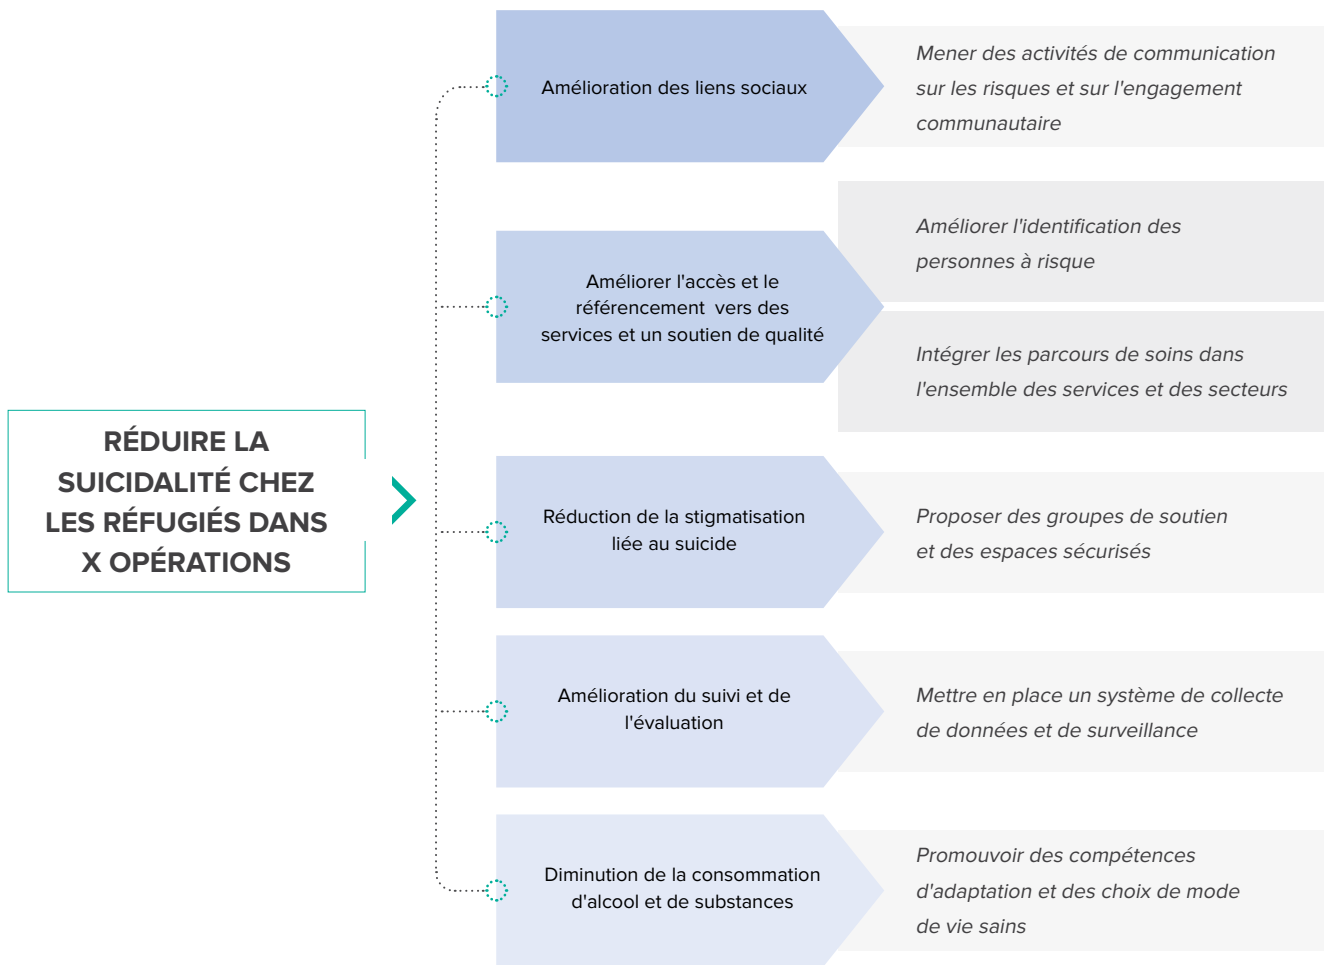 RÉDUIRE LA
SUICIDALITÉ CHEZ
LES RÉFUGIÉS DANS
X OPÉRATIONS
Amélioration des liens sociaux
Mener des activités de communication
sur les risques et sur l'engagement
communautaire
Améliorer l'accès et le
référencement vers des
services et un soutien de qualité
Améliorer l'identification des
personnes à risque
Intégrer les parcours de soins dans
l'ensemble des services et des secteurs
Réduction de la stigmatisation
liée au suicide
Proposer des groupes de soutien
et des espaces sécurisés
Amélioration du suivi et de
l'évaluation
Mettre en place un système de collecte
de données et de surveillance
Diminution de la consommation
d'alcool et de substances
Promouvoir des compétences
d'adaptation et des choix de mode
de vie sains